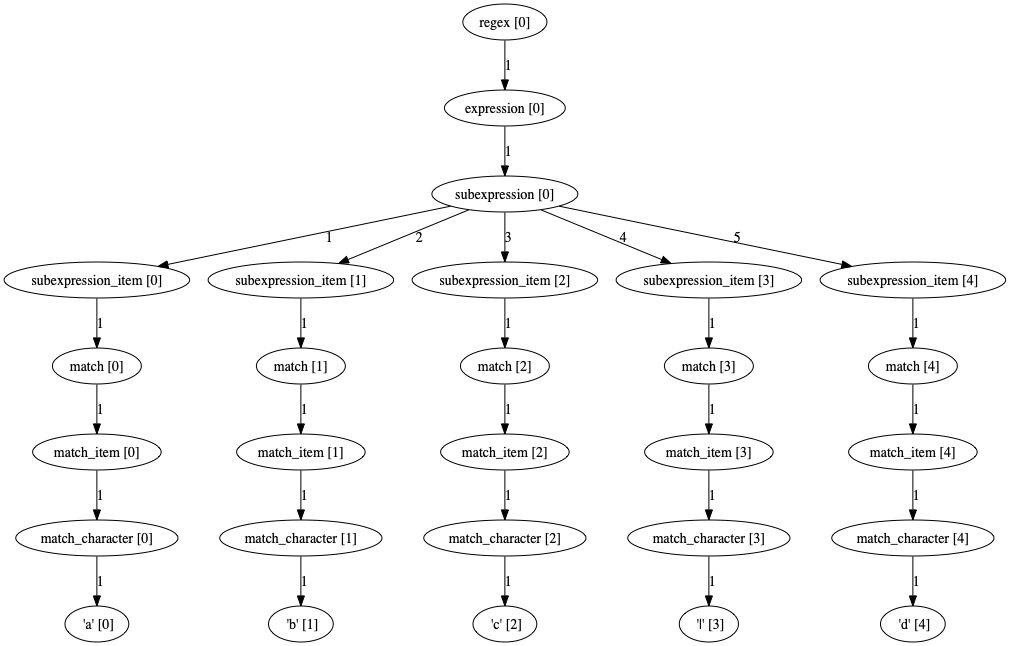 regex [0]
1
expression [0]
1
subexpression [0]
1 2 3 4 5
subexpression_item [0] subexpression_item [1] subexpression_item [2] subexpression_item [3] subexpression_item [4]
1 1 1 1 1
match [0] match [1] match [2] match [3] match [4]
1 1 1 1 1
match_item [0] match_item [1] match_item [2] match_item [3] match_item [4]
1 1 1 1 1
match_character [0] match_character [1] match_character [2] match_character [3] match_character [4]
1 1 1 1 1
'a' [0] 'b' [1] 'c' [2] '|' [3] 'd' [4]